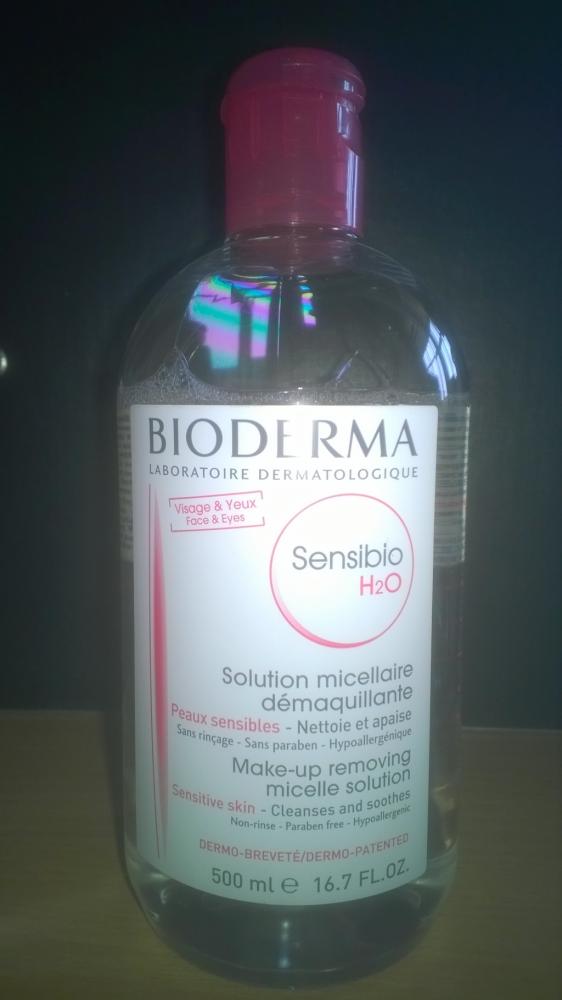 BIODERMA
LABORATOIRE DERMATOLOGIQUE
Visage & Yeux
Face & Eyes
Sensibio
H2O
Solution micellaire
démaquillante
Peaux sensibles - Nettoie et apaise
Sans rinçage - Sans paraben - Hypoallergénique
Make-up removing
micelle solution
Sensitive skin - Cleanses and soothes
Non-rinse - Paraben free - Hypoallergenic
DERMO-BREVETÉ/DERMO-PATENTED
500 ml ℮ 16.7 FL.OZ.